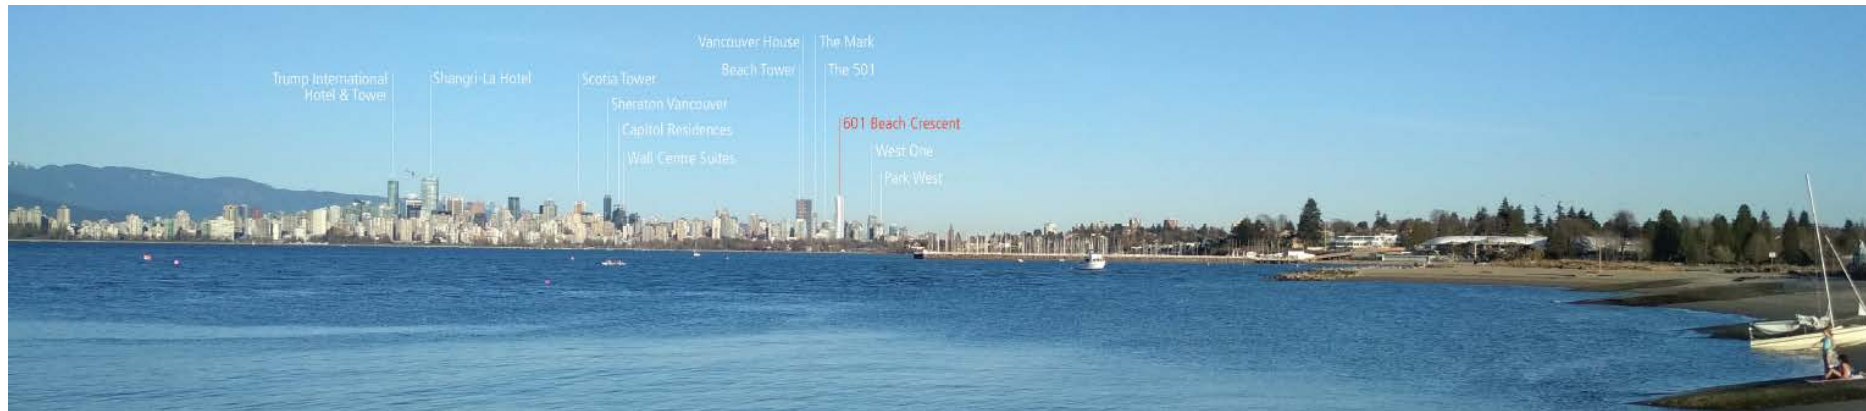 Trump International
Hotel & Tower
Shangri-La Hotel
Scotia Tower
Sheraton Vancouver
Capitol Residences
Wall Centre Suites
Vancouver House
Beach Tower
The Mark
The 501
601 Beach Crescent
West One
Park West